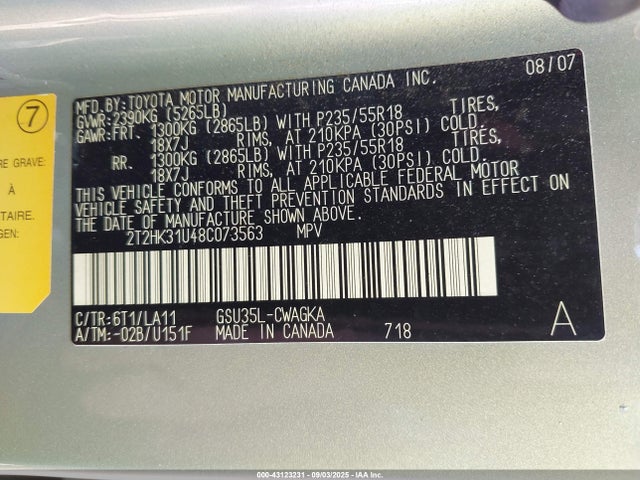 7
RE GRAVE:
À
TAIRE.
GEN:
MFD.BY:TOYOTA MOTOR MANUFACTURING CANADA INC. 08/07
GVWR:2390KG (5265LB)
GAWR:FRT. 1300KG (2865LB) WITH P235/55R18 TIRES,
18X7J RIMS, AT 210KPA (30PSI) COLD.
RR. 1300KG (2865LB) WITH P235/55R18 TIRES,
18X7J RIMS, AT 210KPA (30PSI) COLD.
THIS VEHICLE CONFORMS TO ALL APPLICABLE FEDERAL MOTOR
VEHICLE SAFETY AND THEFT PREVENTION STANDARDS IN EFFECT ON
THE DATE OF MANUFACTURE SHOWN ABOVE.
2T2HK31U48C073563 MPV
C/TR:6T1/LA11 GSU35L-CWAGKA
A/TM:-02B/U151F MADE IN CANADA 718 A
000-43123231 - 09/03/2025 - IAA Inc.